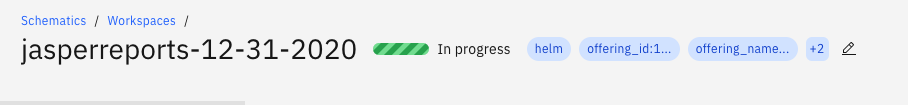 Schematics / Workspaces /
jasperreports-12-31-2020 In progress helm offering_id:1... offering_name... +2